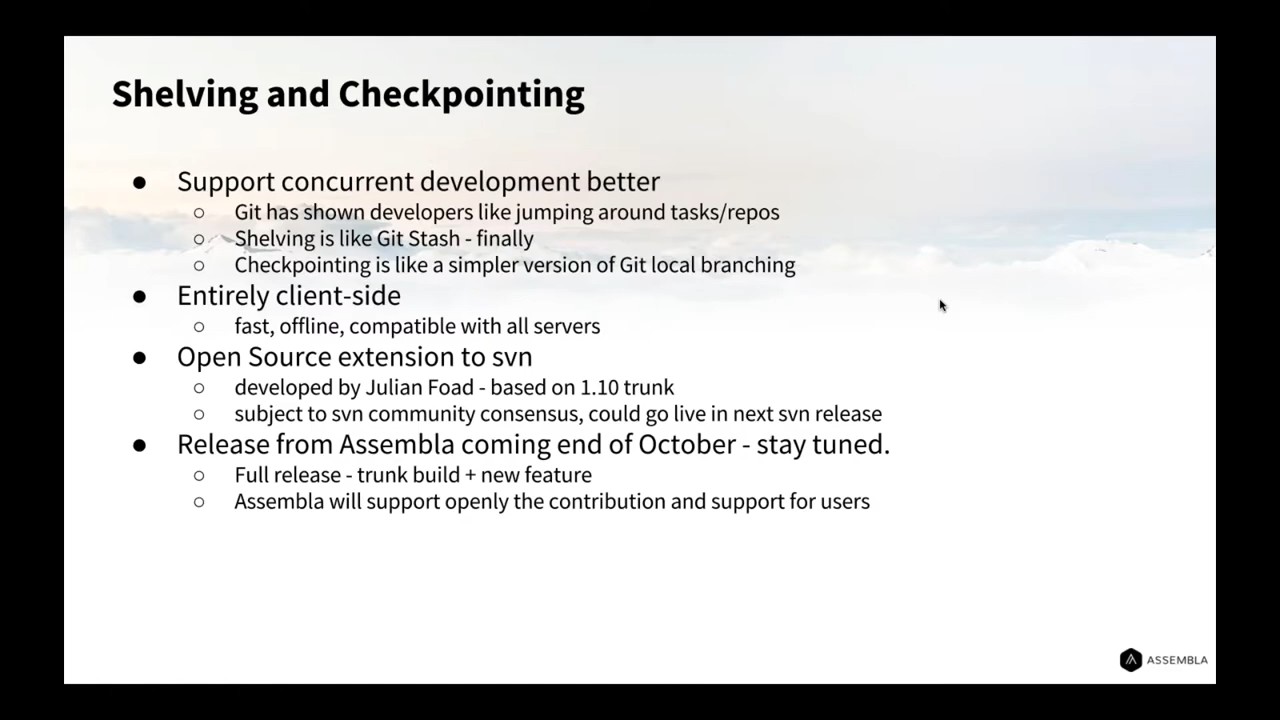 Shelving and Checkpointing
● Support concurrent development better
○ Git has shown developers like jumping around tasks/repos
○ Shelving is like Git Stash - finally
○ Checkpointing is like a simpler version of Git local branching
● Entirely client-side
○ fast, offline, compatible with all servers
● Open Source extension to svn
○ developed by Julian Foad - based on 1.10 trunk
○ subject to svn community consensus, could go live in next svn release
● Release from Assembla coming end of October - stay tuned.
○ Full release - trunk build + new feature
○ Assembla will support openly the contribution and support for users
ASSEMBLA